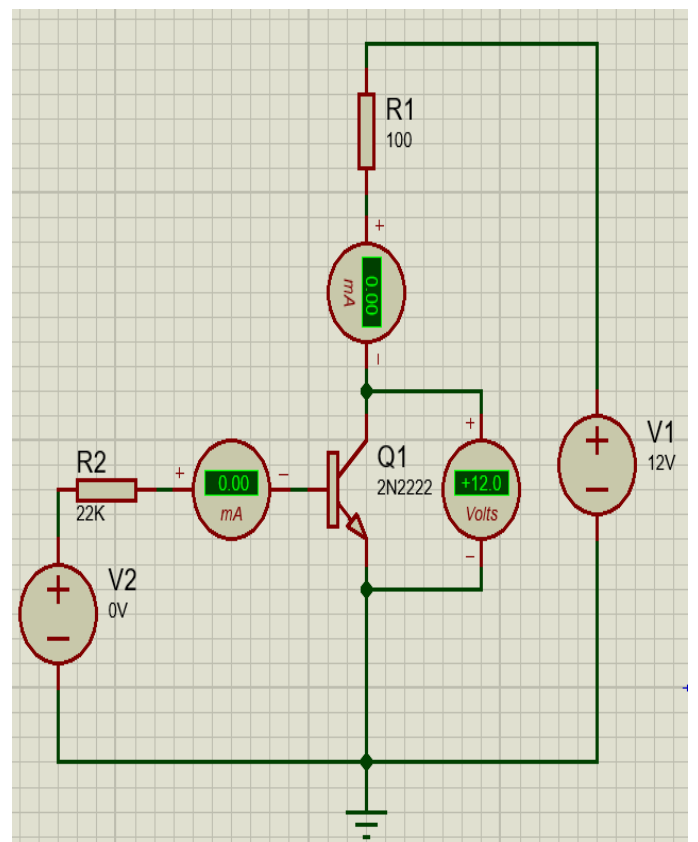 R1
100
+
mA
0.00
−
Q1
2N2222
+
+12.0
Volts
−
V1
12V
+
−
R2
22K
+
0.00
mA
−
V2
0V
+
−